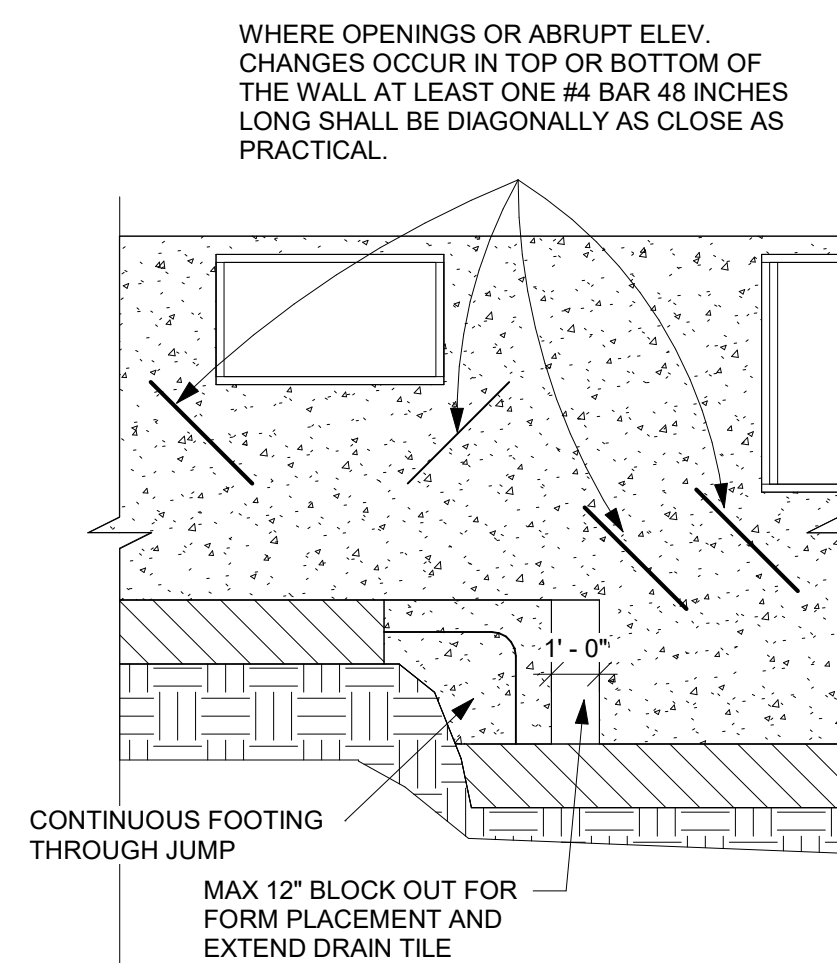 WHERE OPENINGS OR ABRUPT ELEV.
CHANGES OCCUR IN TOP OR BOTTOM OF
THE WALL AT LEAST ONE #4 BAR 48 INCHES
LONG SHALL BE DIAGONALLY AS CLOSE AS
PRACTICAL.
1' - 0"
CONTINUOUS FOOTING
THROUGH JUMP
MAX 12" BLOCK OUT FOR
FORM PLACEMENT AND
EXTEND DRAIN TILE